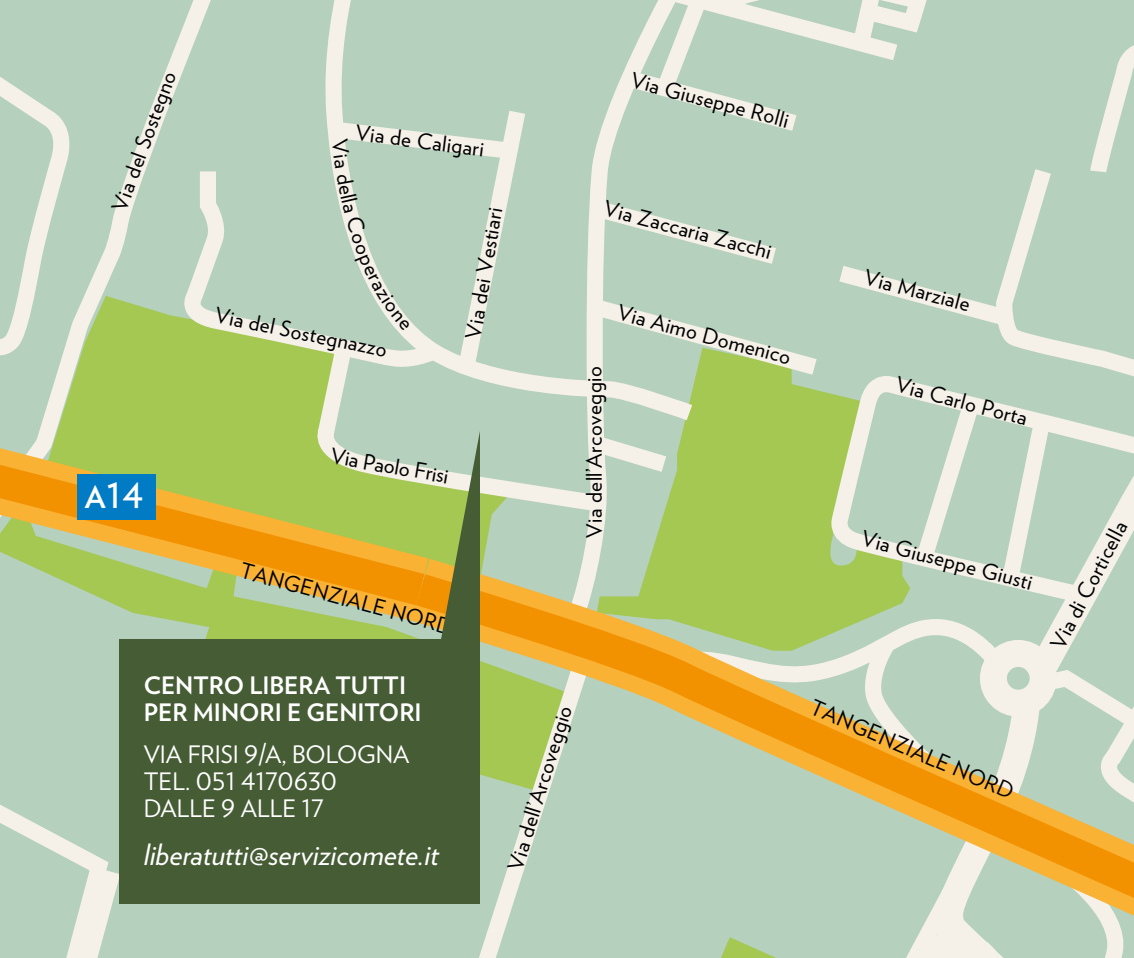 Via del Sostegno
Via de Caligari
Via Giuseppe Rolli
Via della Cooperazione
Via dei Vestiari
Via Zaccaria Zacchi
Via Marziale
Via del Sostegnazzo
Via Aimo Domenico
Via Carlo Porta
Via dell'Arcoveggio
Via Paolo Frisi
A14
Via Giuseppe Giusti
Via di Corticella
TANGENZIALE NORD
TANGENZIALE NORD
Via dell'Arcoveggio
CENTRO LIBERA TUTTI
PER MINORI E GENITORI
VIA FRISI 9/A, BOLOGNA
TEL. 051 4170630
DALLE 9 ALLE 17
liberatutti@servizicomete.it